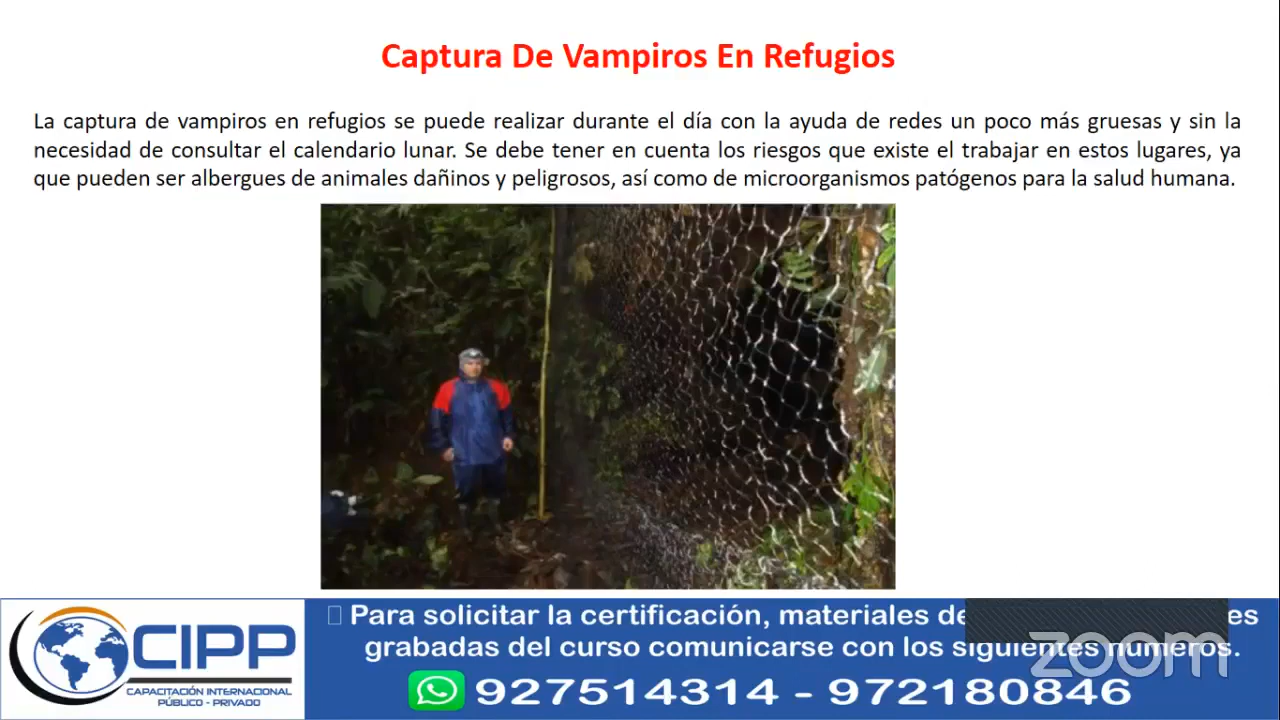 Captura De Vampiros En Refugios
La captura de vampiros en refugios se puede realizar durante el día con la ayuda de redes un poco más gruesas y sin la
necesidad de consultar el calendario lunar. Se debe tener en cuenta los riesgos que existe el trabajar en estos lugares, ya
que pueden ser albergues de animales dañinos y peligrosos, así como de microorganismos patógenos para la salud humana.
CIPP
CAPACITACIÓN INTERNACIONAL
PÚBLICO - PRIVADO
Para solicitar la certificación, materiales de es
grabadas del curso comunicarse con los siguientes números.
927514314 - 972180846
zoom